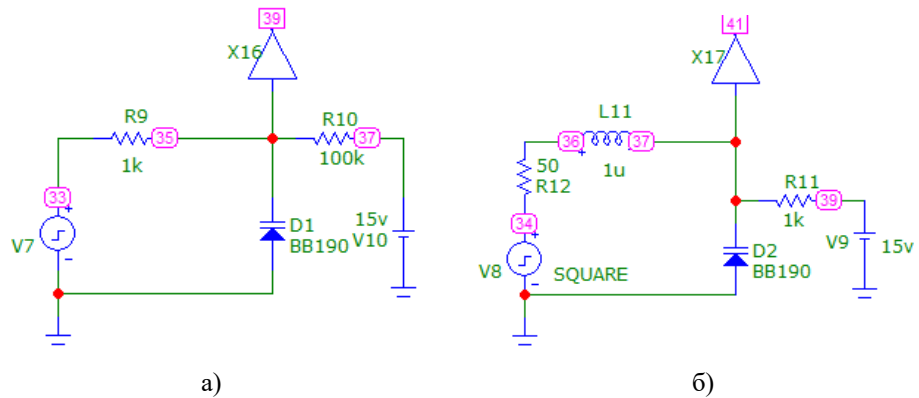 39
X16
R9
35
R10
37
1k
100k
33
15v
V7
D1
V10
BB190
41
X17
L11
36
37
50
1u
R12
R11
39
34
1k
V9
D2
15v
V8
SQUARE
BB190
а)
б)